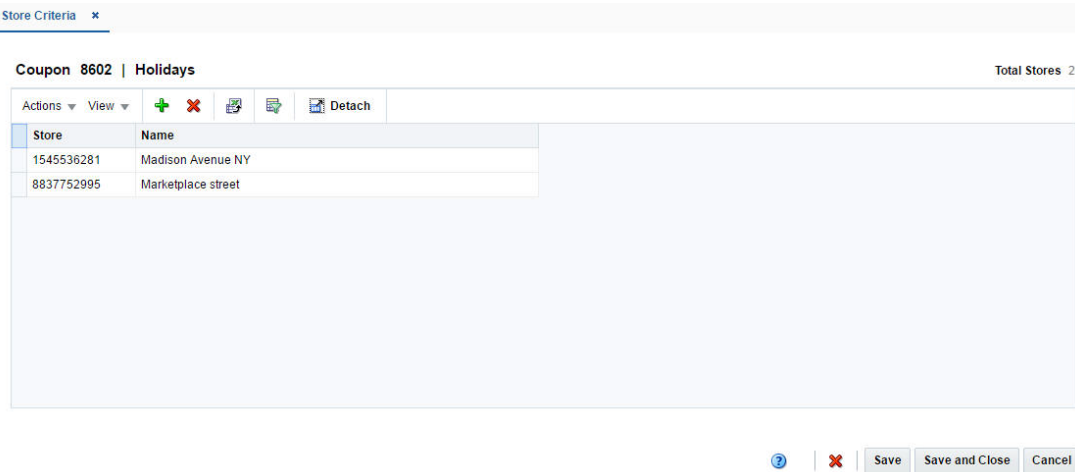 Store Criteria ×
Coupon 8602 | Holidays
Total Stores 2
Actions View Detach
Store Name
1545536281 Madison Avenue NY
8837752995 Marketplace street
? Save Save and Close Cancel